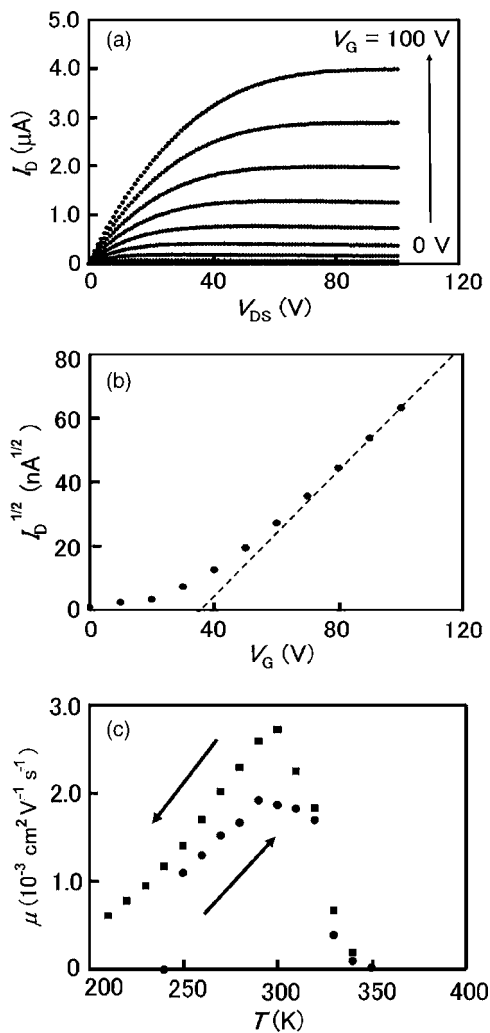 (a)
V_G = 100 V
4.0
3.0
2.0
1.0
0
0 V
I_D (μA)
0 40 80 120
V_DS (V)
(b)
80
60
40
20
0
I_D^1/2 (nA^1/2)
0 40 80 120
V_G (V)
(c)
3.0
2.0
1.0
0
μ (10^-3 cm^2 V^-1 s^-1)
200 250 300 350 400
T (K)